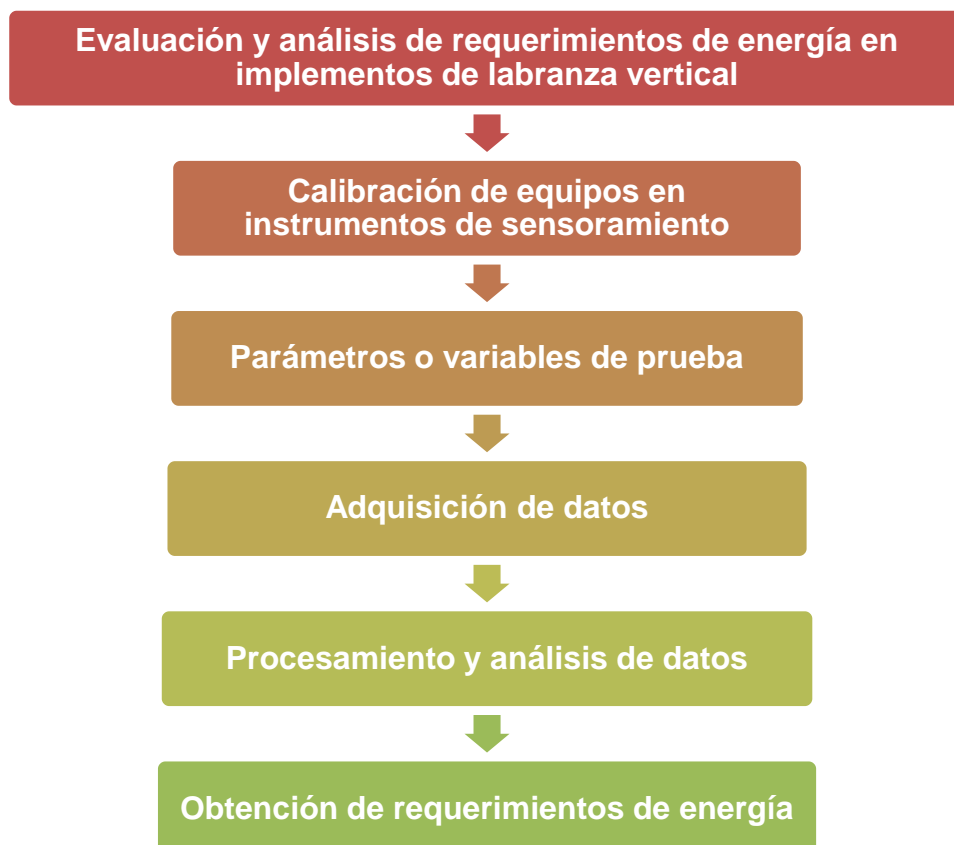 Evaluación y análisis de requerimientos de energía en
implementos de labranza vertical
Calibración de equipos en
instrumentos de sensoramiento
Parámetros o variables de prueba
Adquisición de datos
Procesamiento y análisis de datos
Obtención de requerimientos de energía